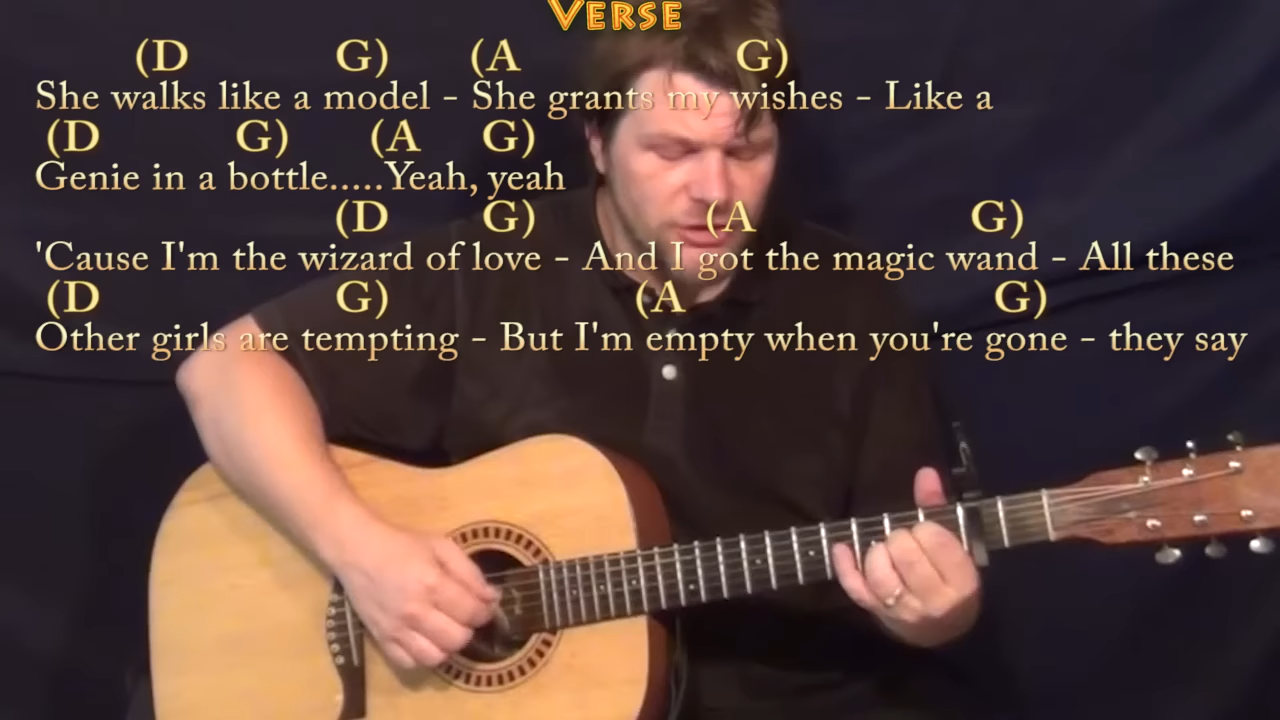 VERSE
(D G) (A G)
She walks like a model - She grants my wishes - Like a
(D G) (A G)
Genie in a bottle.....Yeah, yeah
(D G) (A G)
'Cause I'm the wizard of love - And I got the magic wand - All these
(D G) (A G)
Other girls are tempting - But I'm empty when you're gone - they say